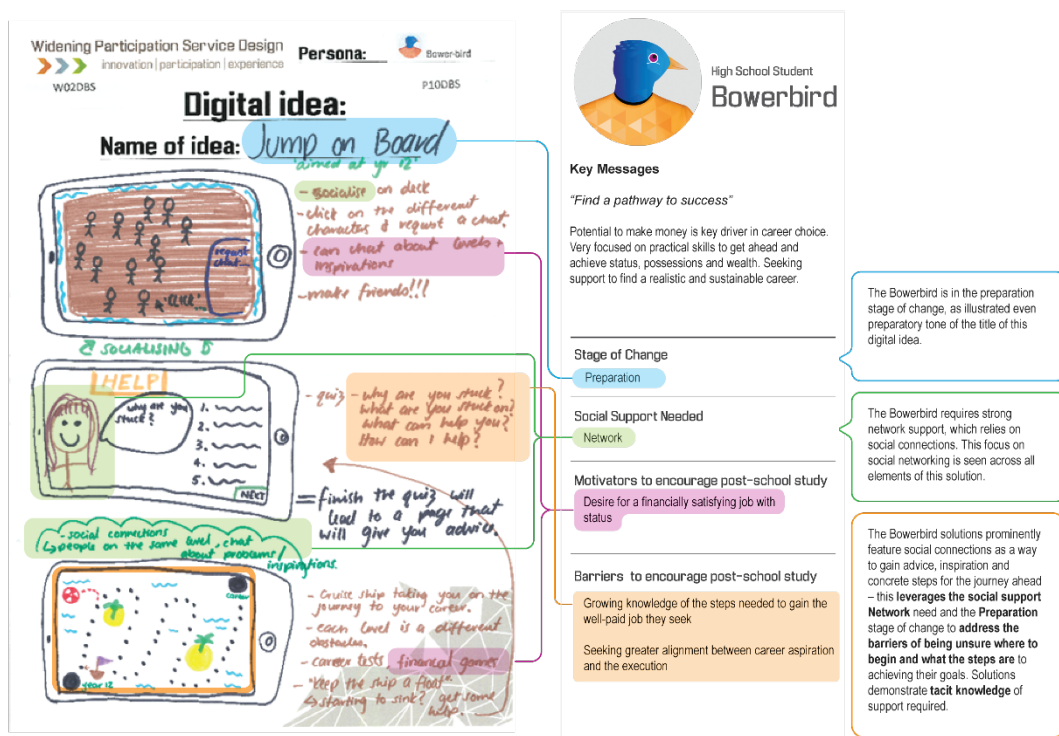 Widening Participation Service Design
innovation | participation | experience
Persona:
Bower-bird
W02DBS
P10DBS
Digital idea:
Name of idea: Jump on Board
"aimed at yr 12"
- socialise on deck
- click on the different
characters & request a chat.
- can chat about levels +
inspirations
- make friends!!!
request
chat...
'click'
SOCIALISING
HELP
why are you
stuck?
1.
2.
3.
4.
5.
NEXT
- quiz - why are you stuck?
What are you stuck on?
What can help you?
How can I help?
= finish the quiz will
lead to a page that
will give you advice.
- social connections
↳ people on the same level, chat
about problems/
inspirations.
career
year 12
- Cruise ship taking you on the
journey to your career.
- each level is a different
obstacles.
- career tests, financial games
- "keep the ship a float"
↳ starting to sink? get some
help.
High School Student
Bowerbird
Key Messages
“Find a pathway to success”
Potential to make money is key driver in career choice.
Very focused on practical skills to get ahead and
achieve status, possessions and wealth. Seeking
support to find a realistic and sustainable career.
Stage of Change
Preparation
Social Support Needed
Network
Motivators to encourage post-school study
Desire for a financially satisfying job with
status
Barriers to encourage post-school study
Growing knowledge of the steps needed to gain the
well-paid job they seek
Seeking greater alignment between career aspiration
and the execution
The Bowerbird is in the preparation
stage of change, as illustrated even
preparatory tone of the title of this
digital idea.
The Bowerbird requires strong
network support, which relies on
social connections. This focus on
social networking is seen across all
elements of this solution.
The Bowerbird solutions prominently
feature social connections as a way
to gain advice, inspiration and
concrete steps for the journey ahead
– this leverages the social support
Network need and the Preparation
stage of change to address the
barriers of being unsure where to
begin and what the steps are to
achieving their goals. Solutions
demonstrate tacit knowledge of
support required.